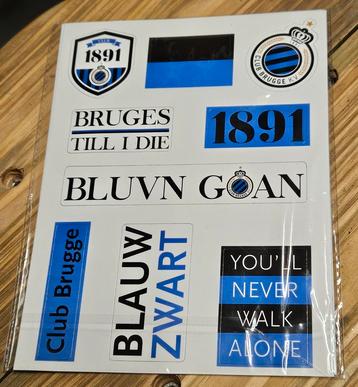 1891
CLUB BRUGGE K.V.
BRUGES
TILL I DIE
1891
BLUVN GOAN
Club Brugge
BLAUW
ZWART
YOU'LL
NEVER
WALK
ALONE